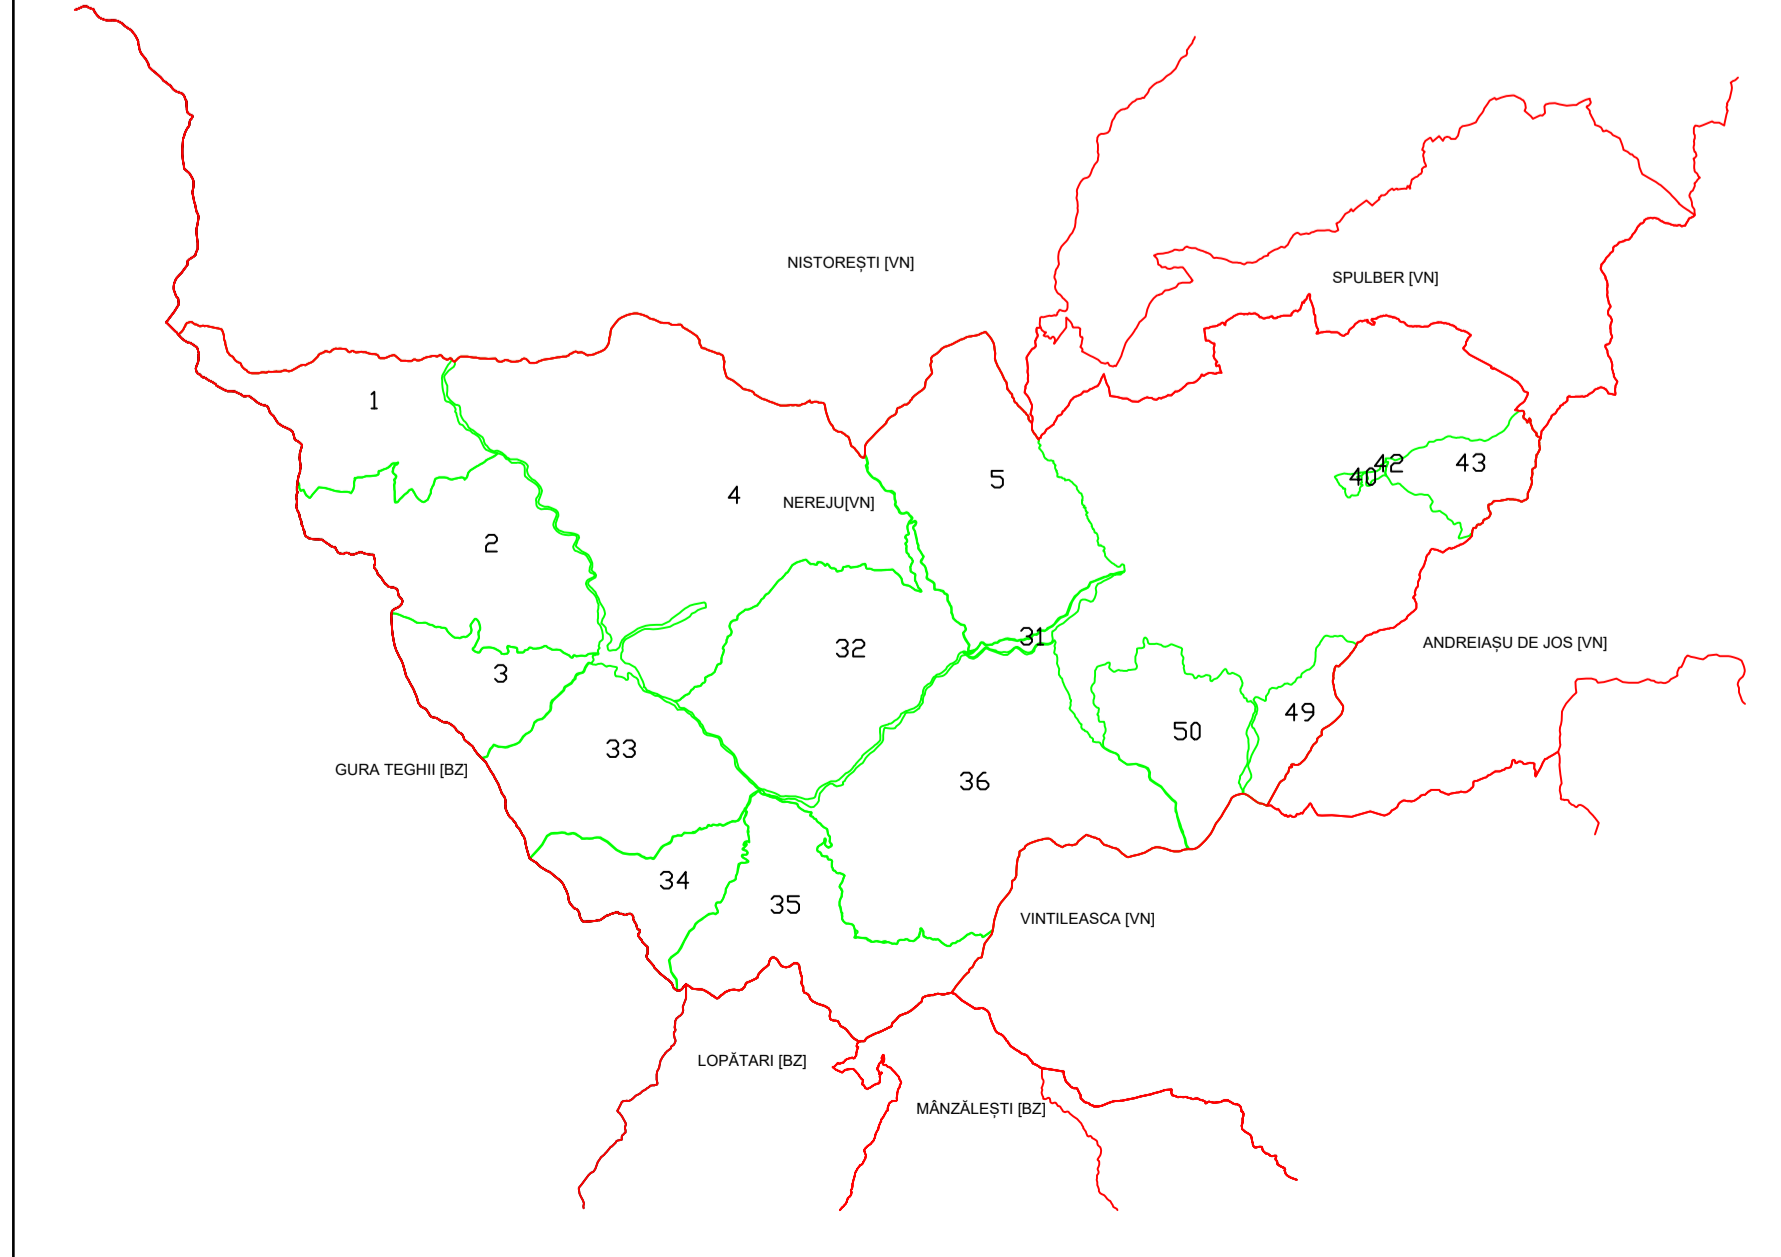 NISTOREȘTI [VN]
SPULBER [VN]
1
40
42
43
5
4
NEREJU[VN]
2
31
32
3
ANDREIAȘU DE JOS [VN]
49
50
33
GURA TEGHII [BZ]
36
34
35
VINTILEASCA [VN]
LOPĂTARI [BZ]
MÂNZĂLEȘTI [BZ]